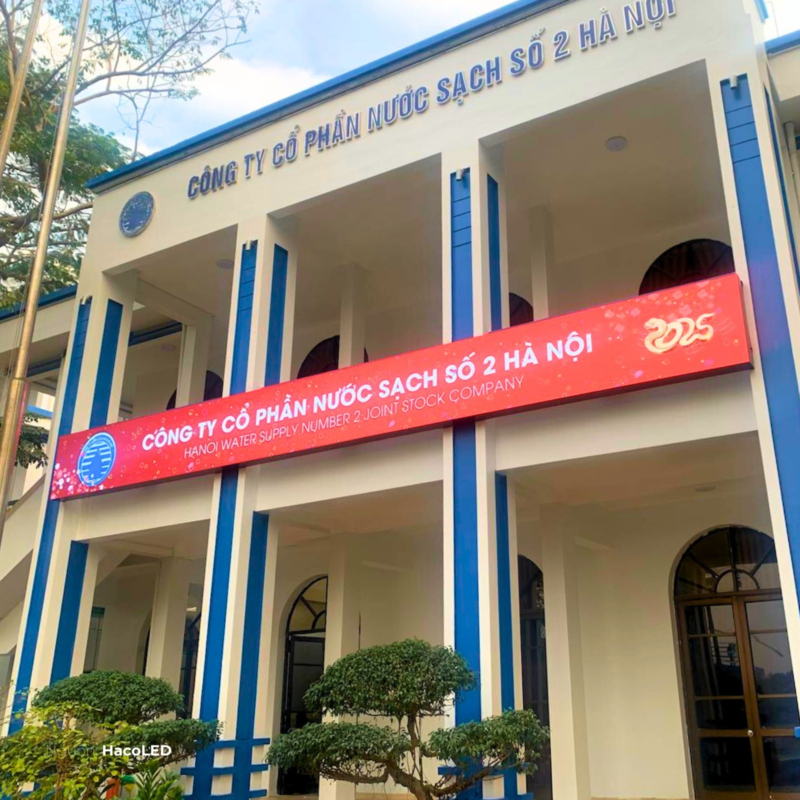 CÔNG TY CỔ PHẦN NƯỚC SẠCH SỐ 2 HÀ NỘI
CÔNG TY CỔ PHẦN NƯỚC SẠCH SỐ 2 HÀ NỘI
HANOI WATER SUPPLY NUMBER 2 JOINT STOCK COMPANY
2025
Nguồn: HacoLED